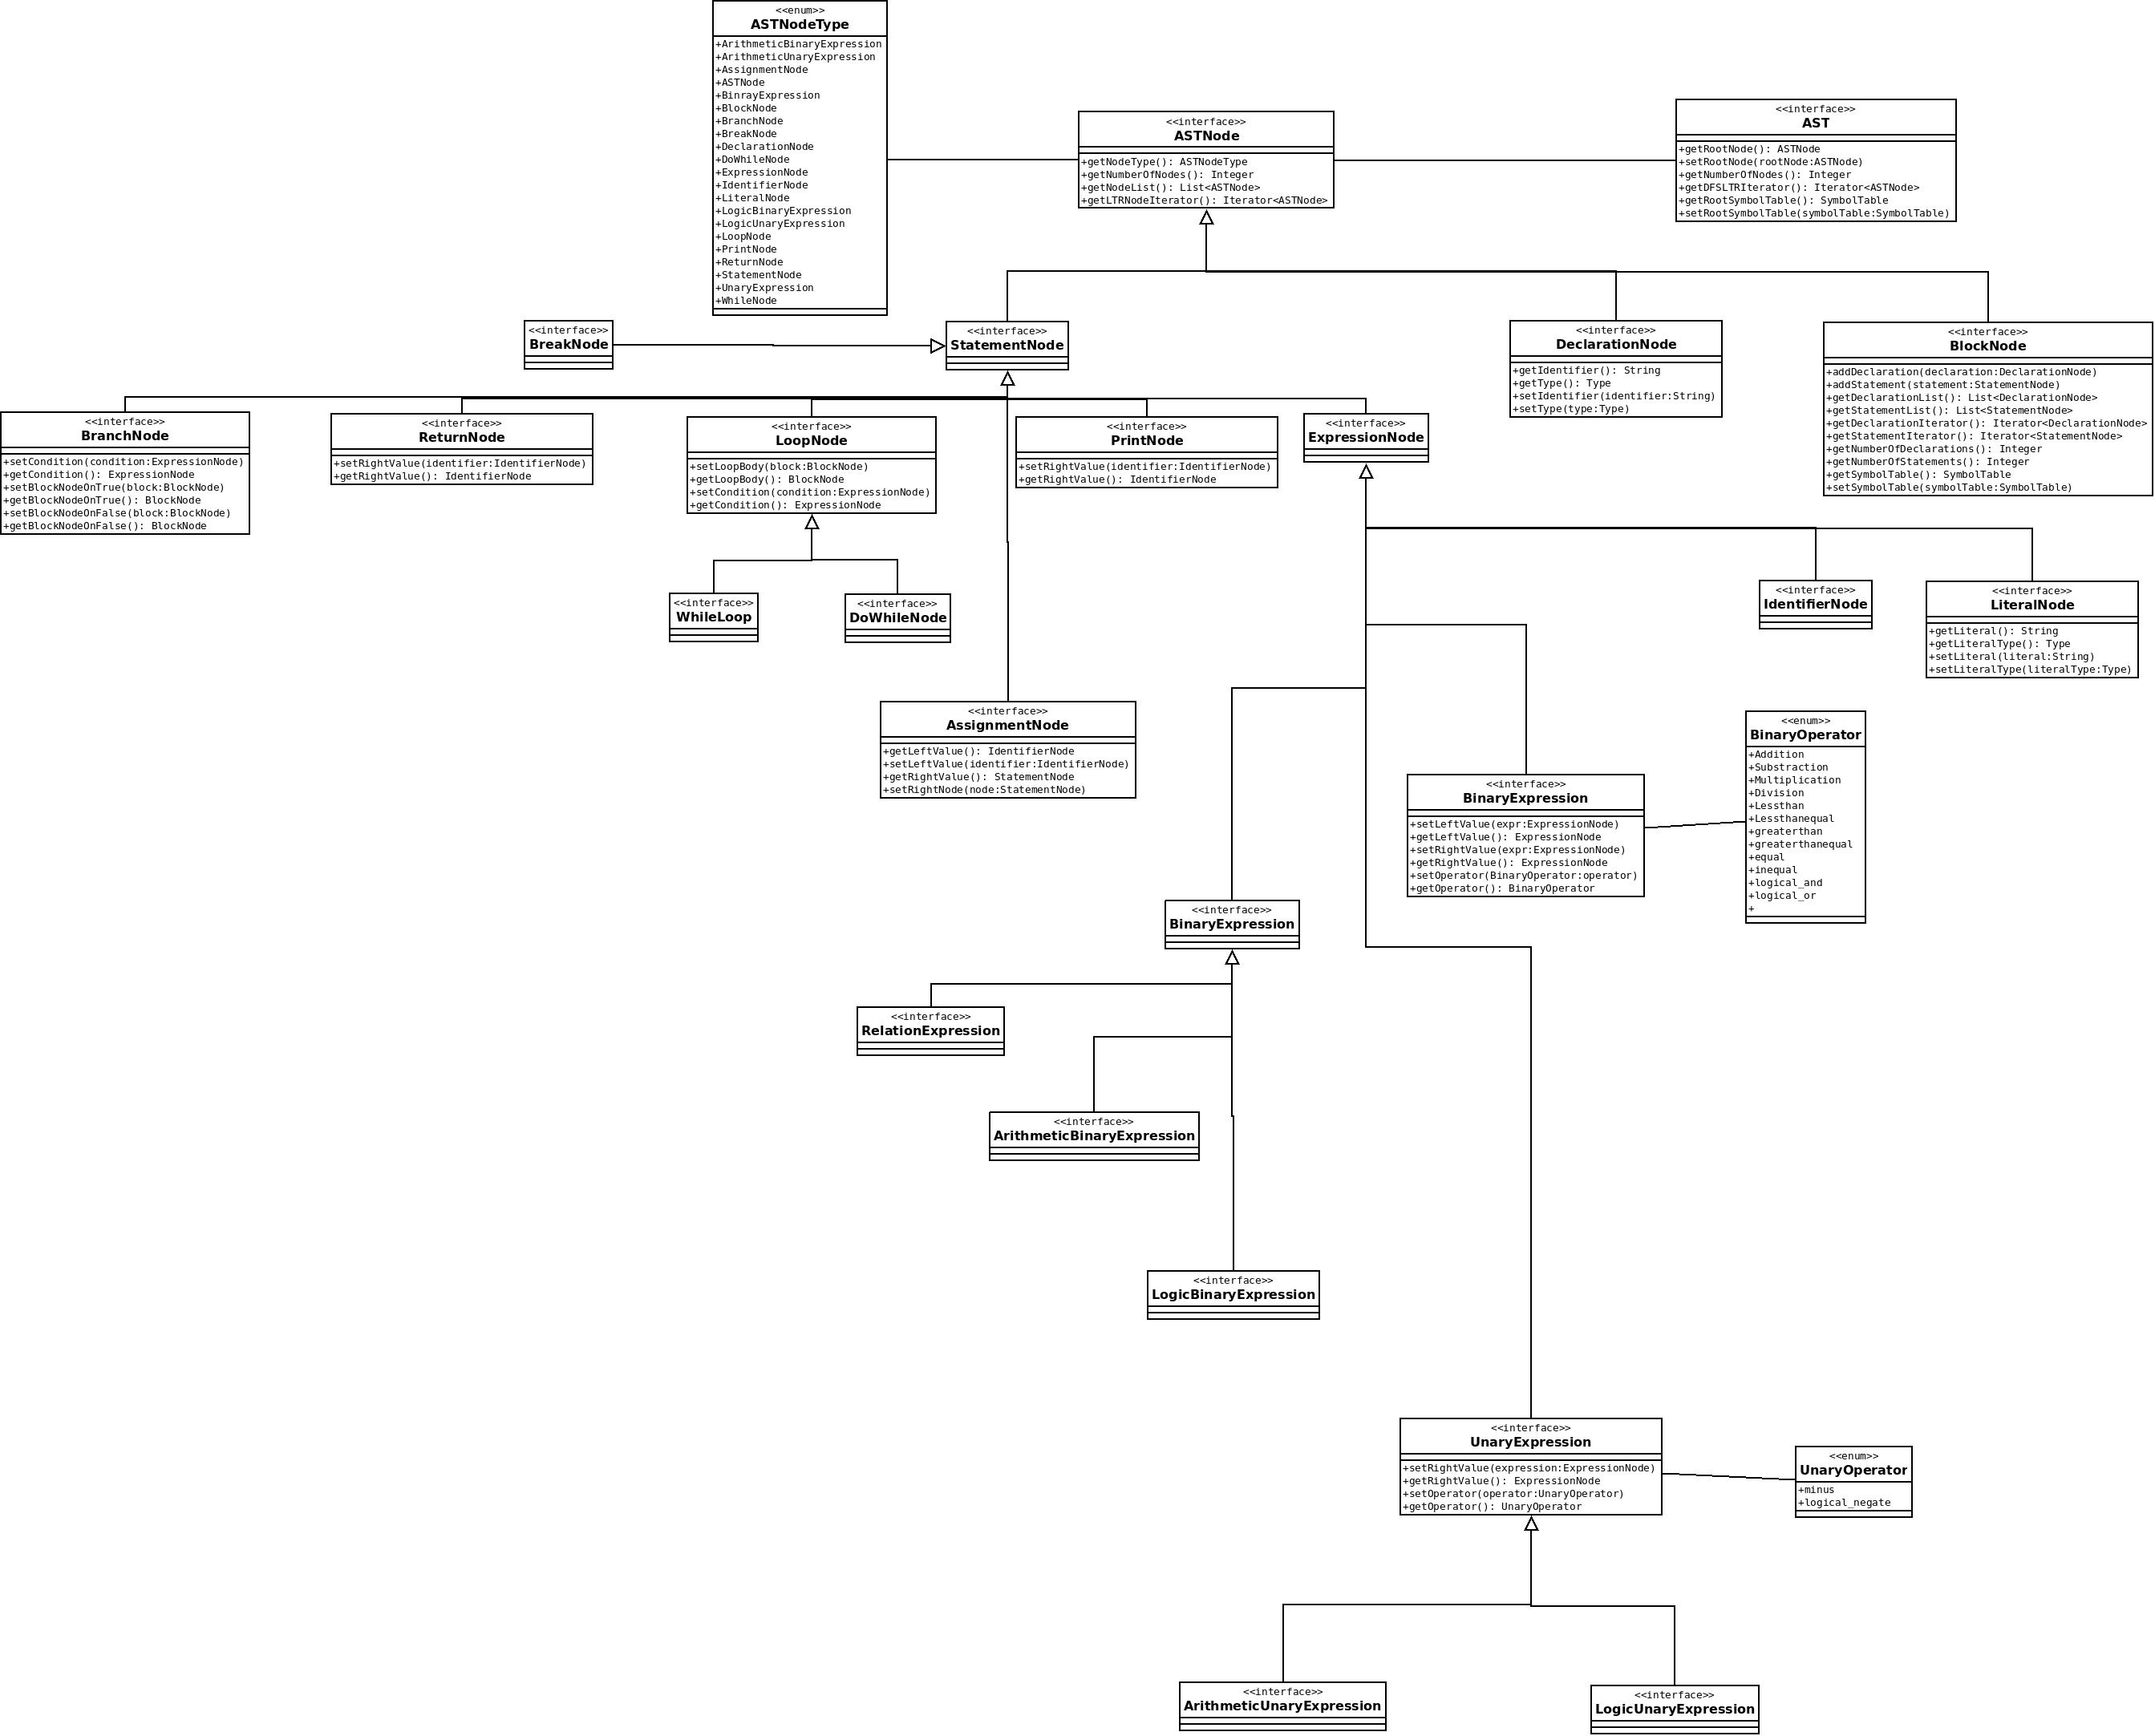 <<enum>>
ASTNodeType
+ArithmeticBinaryExpression
+ArithmeticUnaryExpression
+AssignmentNode
+ASTNode
+BinrayExpression
+BlockNode
+BranchNode
+BreakNode
+DeclarationNode
+DoWhileNode
+ExpressionNode
+IdentifierNode
+LiteralNode
+LogicBinaryExpression
+LogicUnaryExpression
+LoopNode
+PrintNode
+ReturnNode
+StatementNode
+UnaryExpression
+WhileNode
<<interface>>
ASTNode
+getNodeType(): ASTNodeType
+getNumberOfNodes(): Integer
+getNodeList(): List<ASTNode>
+getLTRNodeIterator(): Iterator<ASTNode>
<<interface>>
AST
+getRootNode(): ASTNode
+setRootNode(rootNode:ASTNode)
+getNumberOfNodes(): Integer
+getDFSLTRIterator(): Iterator<ASTNode>
+getRootSymbolTable(): SymbolTable
+setRootSymbolTable(symbolTable:SymbolTable)
<<interface>>
BreakNode
<<interface>>
StatementNode
<<interface>>
DeclarationNode
+getIdentifier(): String
+getType(): Type
+setIdentifier(identifier:String)
+setType(type:Type)
<<interface>>
BlockNode
+addDeclaration(declaration:DeclarationNode)
+addStatement(statement:StatementNode)
+getDeclarationList(): List<DeclarationNode>
+getStatementList(): List<StatementNode>
+getDeclarationIterator(): Iterator<DeclarationNode>
+getStatementIterator(): Iterator<StatementNode>
+getNumberOfDeclarations(): Integer
+getNumberOfStatements(): Integer
+getSymbolTable(): SymbolTable
+setSymbolTable(symbolTable:SymbolTable)
<<interface>>
BranchNode
+setCondition(condition:ExpressionNode)
+getCondition(): ExpressionNode
+setBlockNodeOnTrue(block:BlockNode)
+getBlockNodeOnTrue(): BlockNode
+setBlockNodeOnFalse(block:BlockNode)
+getBlockNodeOnFalse(): BlockNode
<<interface>>
ReturnNode
+setRightValue(identifier:IdentifierNode)
+getRightValue(): IdentifierNode
<<interface>>
LoopNode
+setLoopBody(block:BlockNode)
+getLoopBody(): BlockNode
+setCondition(condition:ExpressionNode)
+getCondition(): ExpressionNode
<<interface>>
PrintNode
+setRightValue(identifier:IdentifierNode)
+getRightValue(): IdentifierNode
<<interface>>
ExpressionNode
<<interface>>
WhileLoop
<<interface>>
DoWhileNode
<<interface>>
IdentifierNode
<<interface>>
LiteralNode
+getLiteral(): String
+getLiteralType(): Type
+setLiteral(literal:String)
+setLiteralType(literalType:Type)
<<interface>>
AssignmentNode
+getLeftValue(): IdentifierNode
+setLeftValue(identifier:IdentifierNode)
+getRightValue(): StatementNode
+setRightNode(node:StatementNode)
<<interface>>
BinaryExpression
+setLeftValue(expr:ExpressionNode)
+getLeftValue(): ExpressionNode
+setRightValue(expr:ExpressionNode)
+getRightValue(): ExpressionNode
+setOperator(BinaryOperator:operator)
+getOperator(): BinaryOperator
<<enum>>
BinaryOperator
+Addition
+Substraction
+Multiplication
+Division
+Lessthan
+Lessthanequal
+greaterthan
+greaterthanequal
+equal
+inequal
+logical_and
+logical_or
+
<<interface>>
BinaryExpression
<<interface>>
RelationExpression
<<interface>>
ArithmeticBinaryExpression
<<interface>>
LogicBinaryExpression
<<interface>>
UnaryExpression
+setRightValue(expression:ExpressionNode)
+getRightValue(): ExpressionNode
+setOperator(operator:UnaryOperator)
+getOperator(): UnaryOperator
<<enum>>
UnaryOperator
+minus
+logical_negate
<<interface>>
ArithmeticUnaryExpression
<<interface>>
LogicUnaryExpression